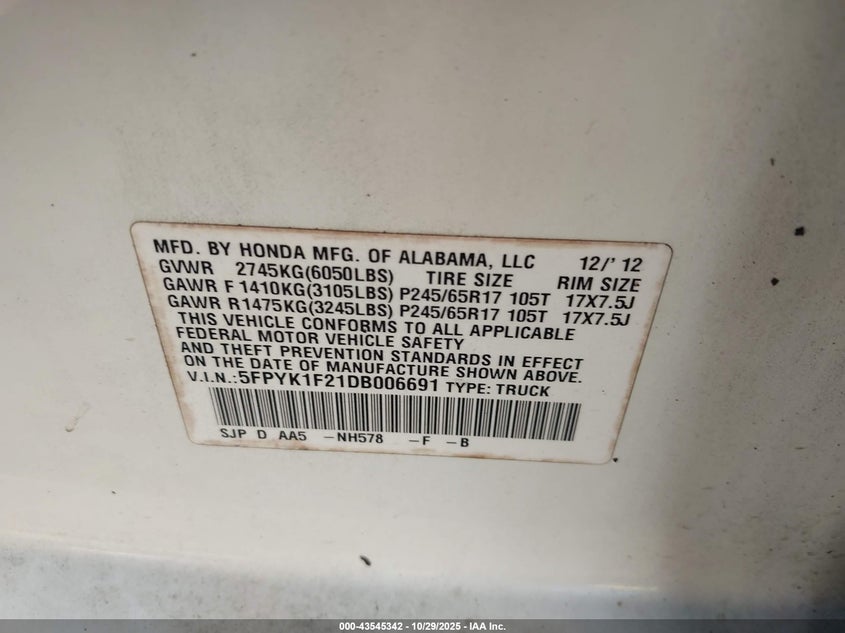 MFD. BY HONDA MFG. OF ALABAMA, LLC 12/' 12
GVWR 2745KG(6050LBS) TIRE SIZE RIM SIZE
GAWR F 1410KG(3105LBS) P245/65R17 105T 17X7.5J
GAWR R1475KG(3245LBS) P245/65R17 105T 17X7.5J
THIS VEHICLE CONFORMS TO ALL APPLICABLE
FEDERAL MOTOR VEHICLE SAFETY
AND THEFT PREVENTION STANDARDS IN EFFECT
ON THE DATE OF MANUFACTURE SHOWN ABOVE.
V.I.N.:5FPYK1F21DB006691 TYPE: TRUCK
SJP D AA5 -NH578 -F -B
000-43545342 - 10/29/2025 - IAA Inc.